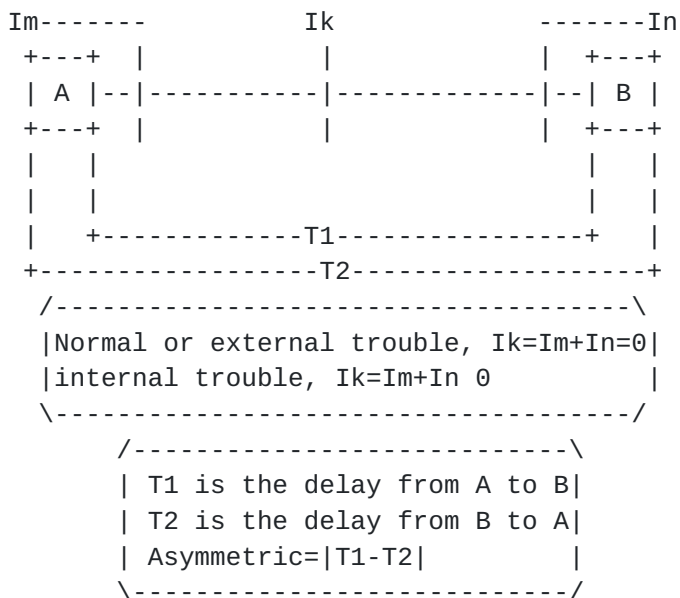 Im------- Ik -------In
A B
T1
T2
Normal or external trouble, Ik=Im+In=0
internal trouble, Ik=Im+In 0
T1 is the delay from A to B
T2 is the delay from B to A
Asymmetric=|T1-T2|